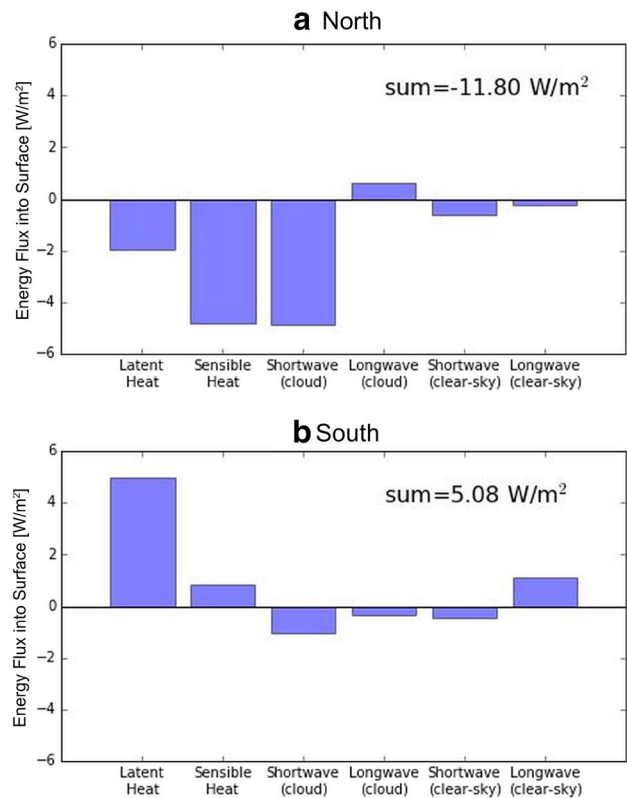 a North
Energy Flux into Surface [W/m²]
6
4
2
0
−2
−4
−6
sum=-11.80 W/m²
Latent Heat
Sensible Heat
Shortwave (cloud)
Longwave (cloud)
Shortwave (clear-sky)
Longwave (clear-sky)
b South
Energy Flux into Surface [W/m²]
6
4
2
0
−2
−4
−6
sum=5.08 W/m²
Latent Heat
Sensible Heat
Shortwave (cloud)
Longwave (cloud)
Shortwave (clear-sky)
Longwave (clear-sky)